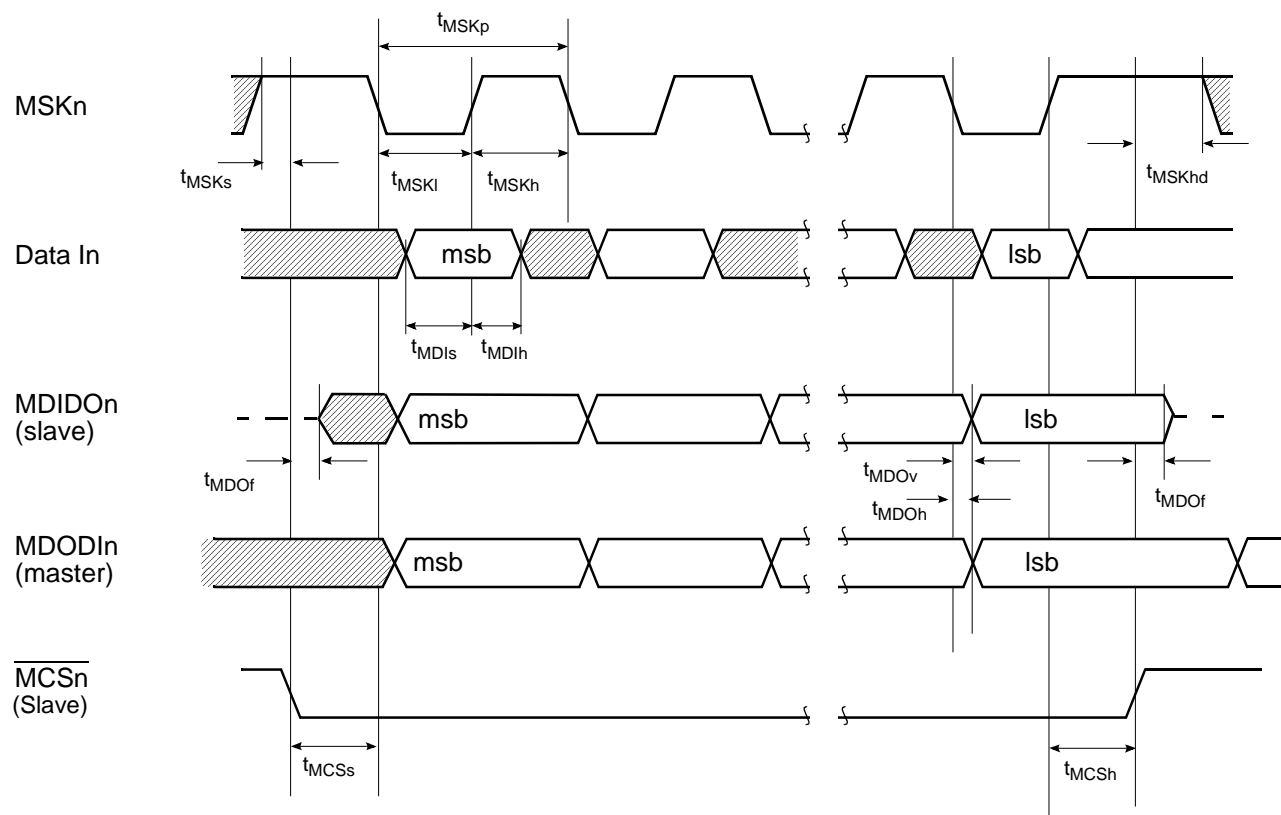 tMSKp
MSKn
tMSKs
tMSKl
tMSKh
tMSKhd
Data In
msb
lsb
tMDIs
tMDIh
MDIDOn
(slave)
msb
lsb
tMDOf
tMDOv
tMDOh
tMDOf
MDODIn
(master)
msb
lsb
MCSn
(Slave)
tMCSs
tMCSh